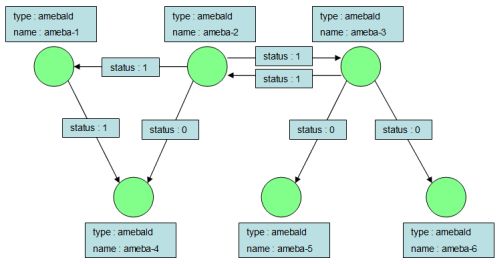 type : amebald
name : ameba-1
type : amebald
name : ameba-2
type : amebald
name : ameba-3
status : 1
status : 1
status : 1
status : 1
status : 0
status : 0
status : 0
type : amebald
name : ameba-4
type : amebald
name : ameba-5
type : amebald
name : ameba-6